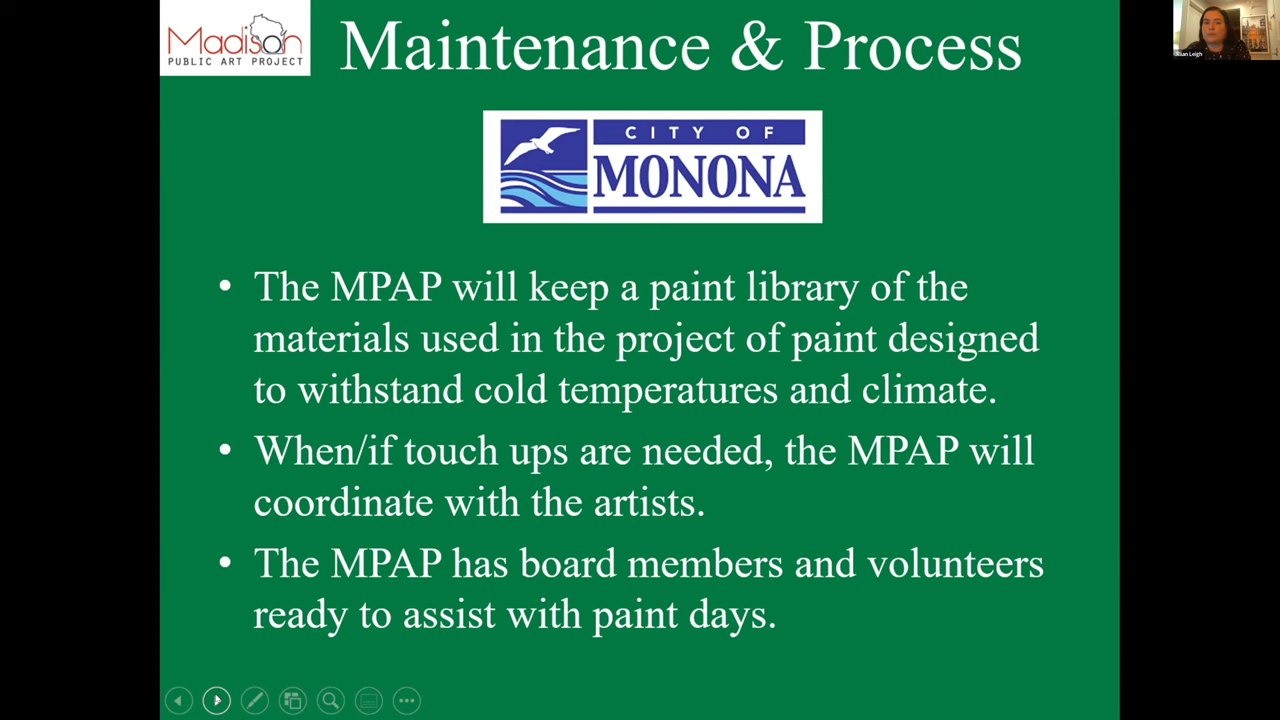 Madison
PUBLIC ART PROJECT
Maintenance & Process
CITY OF
MONONA
• The MPAP will keep a paint library of the
materials used in the project of paint designed
to withstand cold temperatures and climate.
• When/if touch ups are needed, the MPAP will
coordinate with the artists.
• The MPAP has board members and volunteers
ready to assist with paint days.
Leigh